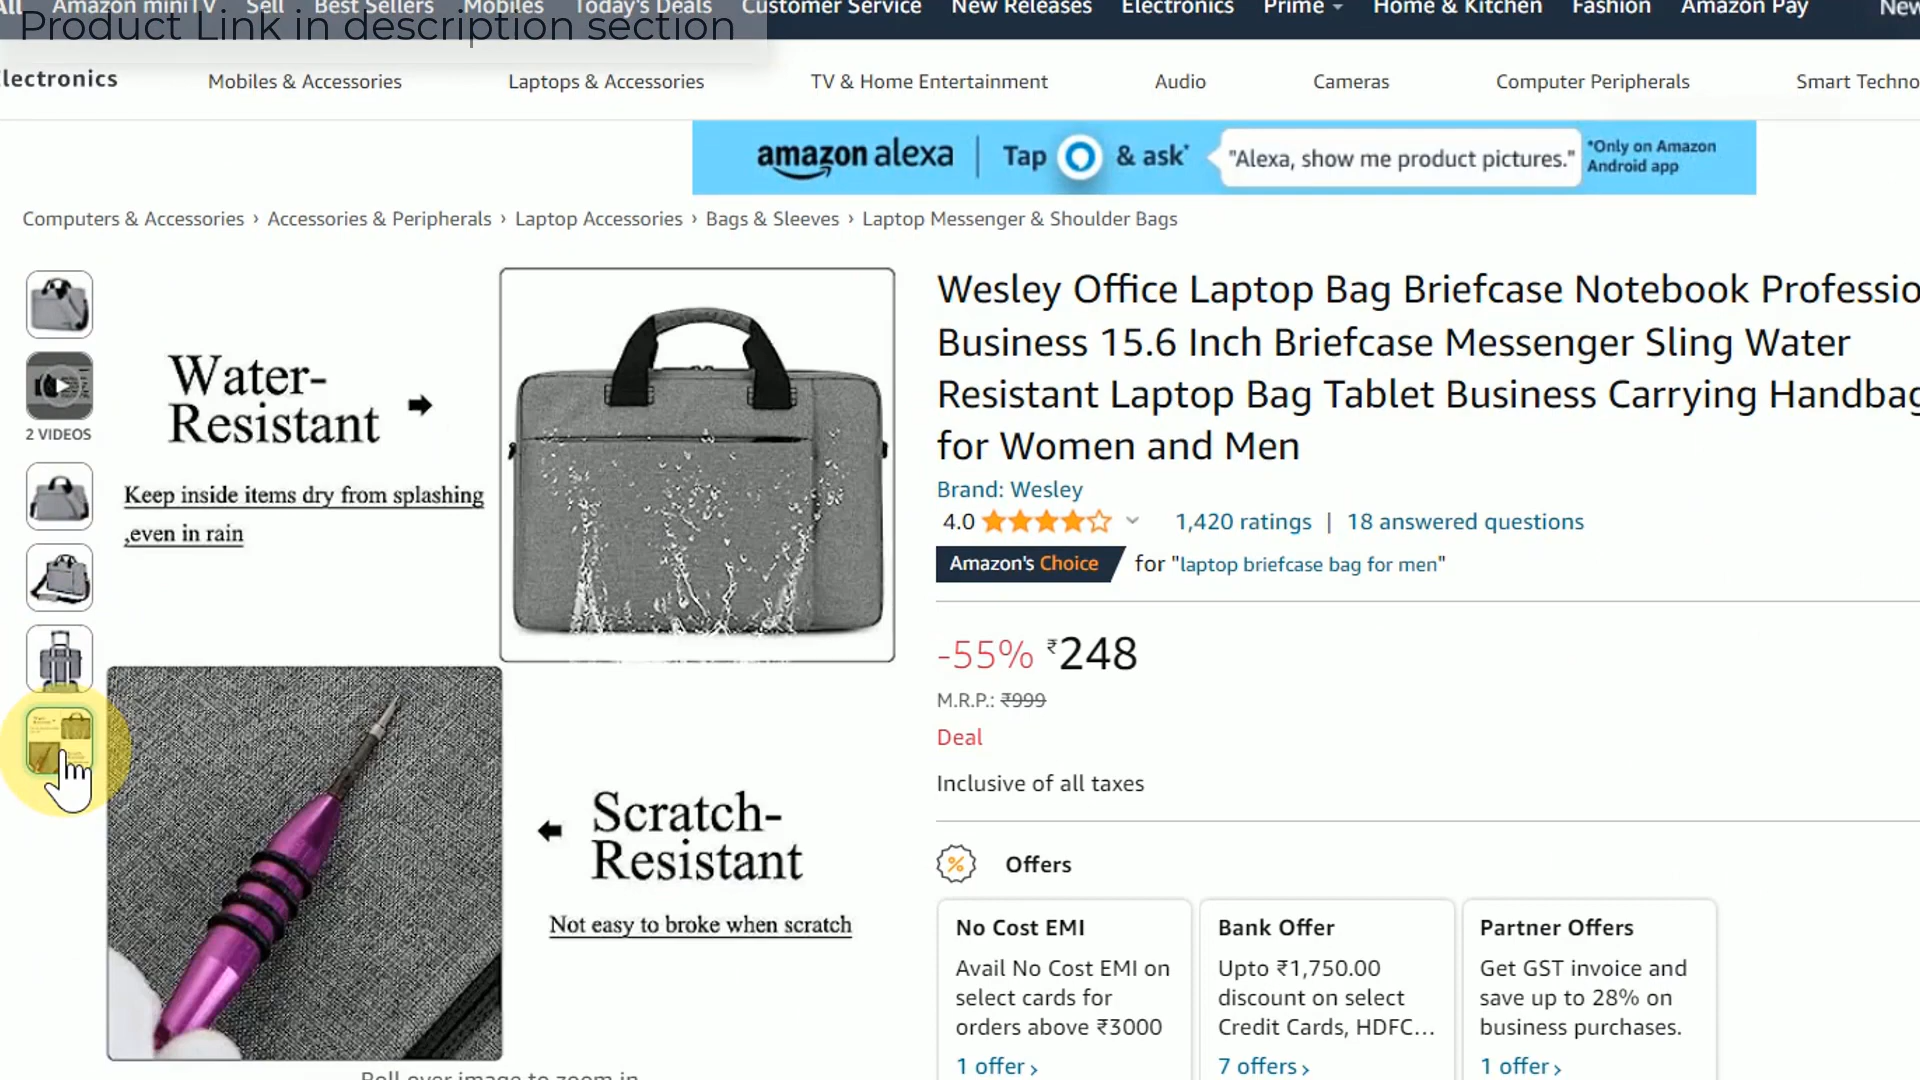 All Amazon miniTV Sell Best Sellers Mobiles Today's Deals Customer Service New Releases Electronics Prime Home & Kitchen Fashion Amazon Pay New
Product Link in description section
lectronics Mobiles & Accessories Laptops & Accessories TV & Home Entertainment Audio Cameras Computer Peripherals Smart Techno
amazon alexa | Tap & ask* "Alexa, show me product pictures." *Only on Amazon
Android app
Computers & Accessories › Accessories & Peripherals › Laptop Accessories › Bags & Sleeves › Laptop Messenger & Shoulder Bags
2 VIDEOS
Water-
Resistant
Keep inside items dry from splashing
,even in rain
Scratch-
Resistant
Not easy to broke when scratch
Roll over image to zoom in
Wesley Office Laptop Bag Briefcase Notebook Professio
Business 15.6 Inch Briefcase Messenger Sling Water
Resistant Laptop Bag Tablet Business Carrying Handbag
for Women and Men
Brand: Wesley
4.0 1,420 ratings | 18 answered questions
Amazon's Choice for "laptop briefcase bag for men"
-55% ₹248
M.R.P.: ₹999
Deal
Inclusive of all taxes
% Offers
No Cost EMI
Avail No Cost EMI on
select cards for
orders above ₹3000
1 offer ›
Bank Offer
Upto ₹1,750.00
discount on select
Credit Cards, HDFC...
7 offers ›
Partner Offers
Get GST invoice and
save up to 28% on
business purchases.
1 offer ›